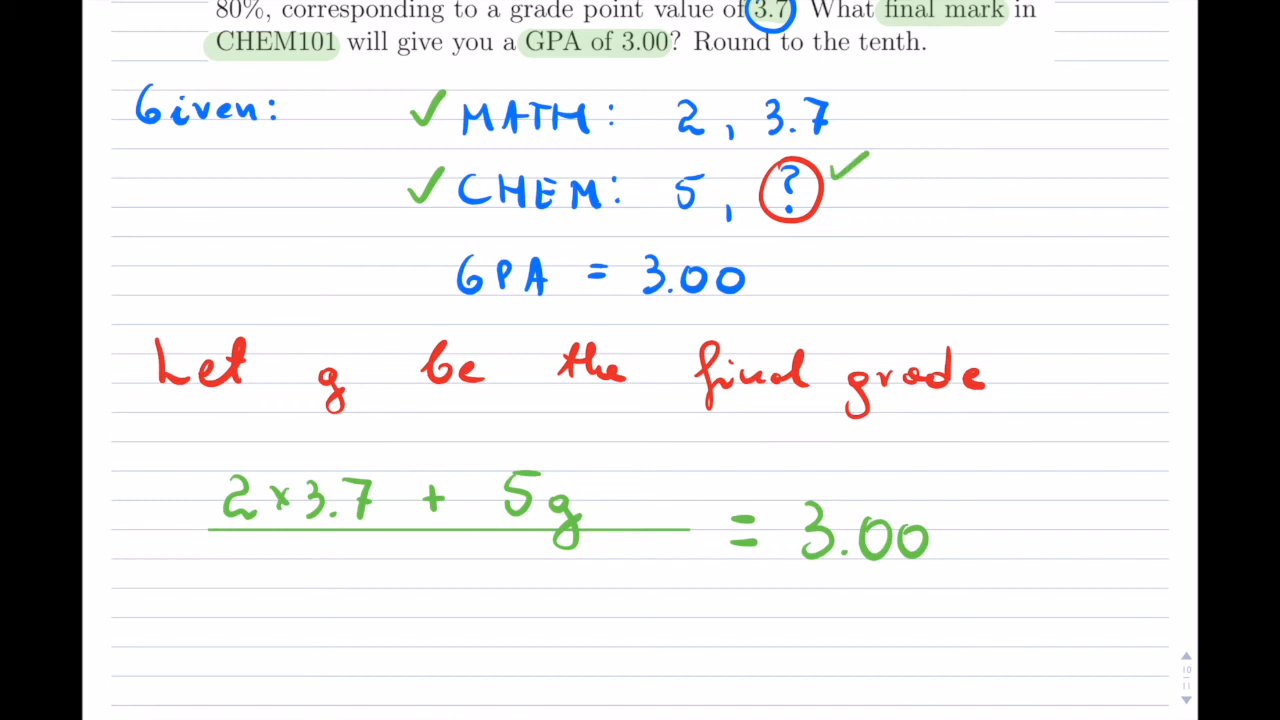 80%, corresponding to a grade point value of 3.7. What final mark in
CHEM101 will give you a GPA of 3.00? Round to the tenth.
Given: ✓ MATH: 2, 3.7
✓ CHEM: 5, ? ✓
GPA = 3.00
Let g be the final grade
2 × 3.7 + 5g = 3.00
10
11